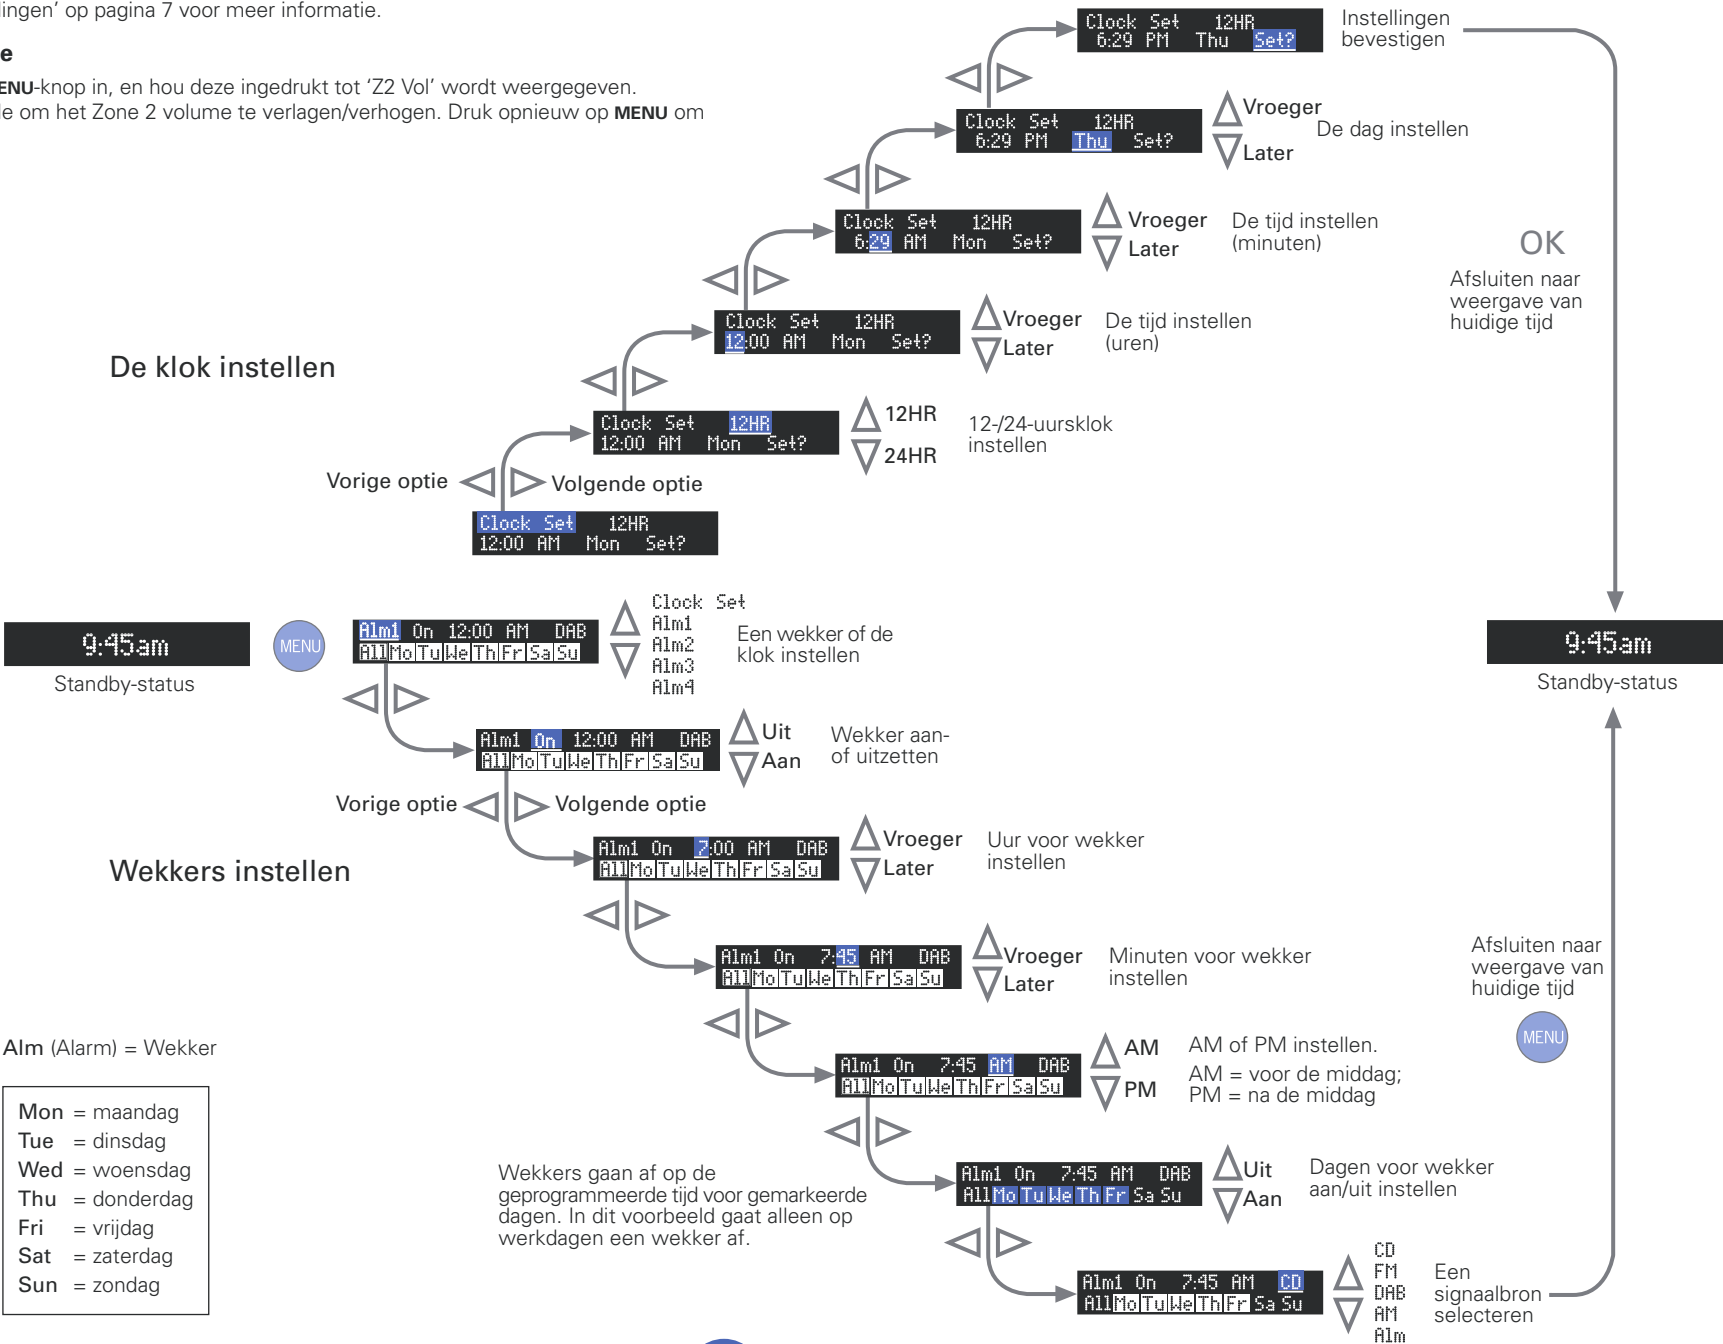 lingen’ op pagina 7 voor meer informatie.
e
ENU-knop in, en hou deze ingedrukt tot ‘Z2 Vol’ wordt weergegeven.
le om het Zone 2 volume te verlagen/verhogen. Druk opnieuw op MENU om
Clock Set 12HR
6:29 PM Thu Set?
Instellingen
bevestigen
Clock Set 12HR
6:29 PM Thu Set?
Vroeger
Later
De dag instellen
Clock Set 12HR
6:29 AM Mon Set?
Vroeger
Later
De tijd instellen
(minuten)
OK
Afsluiten naar
weergave van
huidige tijd
Clock Set 12HR
12:00 AM Mon Set?
Vroeger
Later
De tijd instellen
(uren)
De klok instellen
Clock Set 12HR
12:00 AM Mon Set?
12HR
24HR
12-/24-uursklok
instellen
Vorige optie
Volgende optie
Clock Set 12HR
12:00 AM Mon Set?
9:45am
Standby-status
MENU
Alm1 On 12:00 AM DAB
All Mo Tu We Th Fr Sa Su
Clock Set
Alm1
Alm2
Alm3
Alm4
Een wekker of de
klok instellen
9:45am
Standby-status
Alm1 On 12:00 AM DAB
All Mo Tu We Th Fr Sa Su
Uit
Aan
Wekker aan-
of uitzetten
Vorige optie
Volgende optie
Wekkers instellen
Alm1 On 7:00 AM DAB
All Mo Tu We Th Fr Sa Su
Vroeger
Later
Uur voor wekker
instellen
Alm1 On 7:45 AM DAB
All Mo Tu We Th Fr Sa Su
Vroeger
Later
Minuten voor wekker
instellen
Afsluiten naar
weergave van
huidige tijd
MENU
Alm (Alarm) = Wekker
Alm1 On 7:45 AM DAB
All Mo Tu We Th Fr Sa Su
AM
PM
AM of PM instellen.
AM = voor de middag;
PM = na de middag
Mon = maandag
Tue = dinsdag
Wed = woensdag
Thu = donderdag
Fri = vrijdag
Sat = zaterdag
Sun = zondag
Wekkers gaan af op de
geprogrammeerde tijd voor gemarkeerde
dagen. In dit voorbeeld gaat alleen op
werkdagen een wekker af.
Alm1 On 7:45 AM DAB
All Mo Tu We Th Fr Sa Su
Uit
Aan
Dagen voor wekker
aan/uit instellen
Alm1 On 7:45 AM CD
All Mo Tu We Th Fr Sa Su
CD
FM
DAB
AM
Alm
Een
signaalbron
selecteren